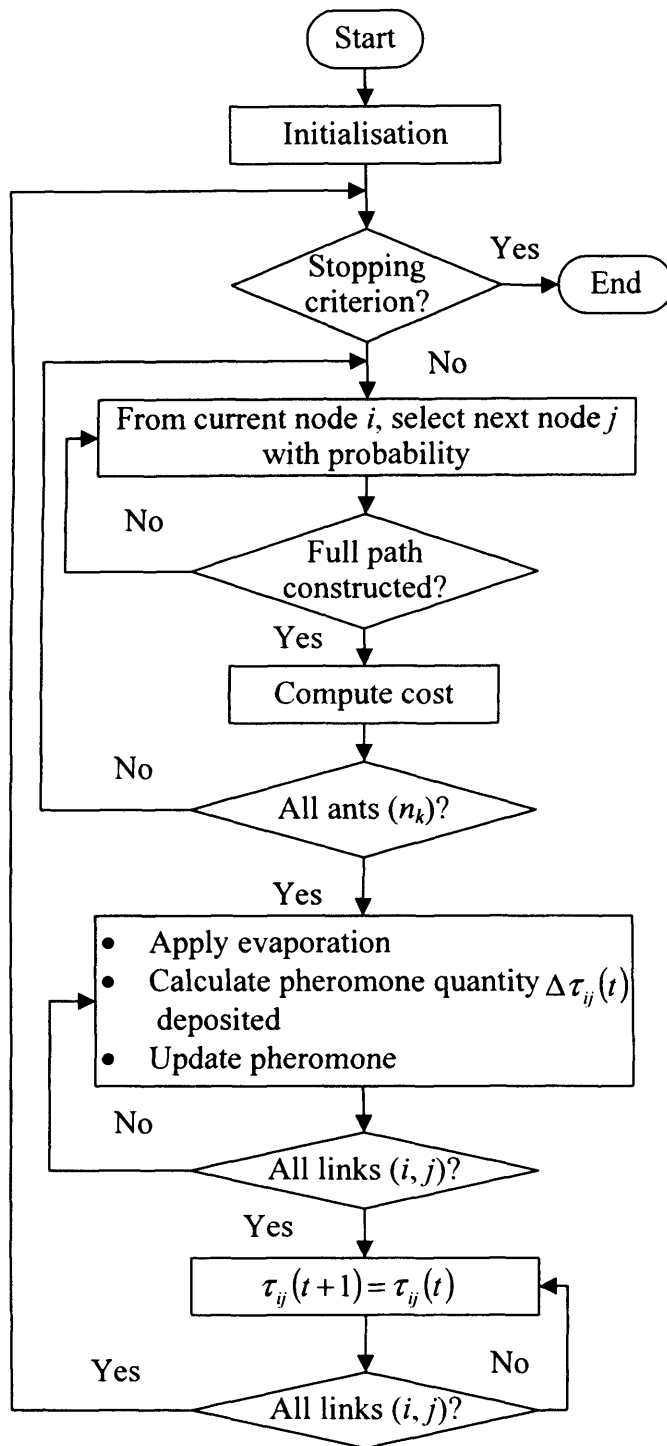 Start
Initialisation
Stopping
criterion?
Yes
End
No
From current node i, select next node j
with probability
No
Full path
constructed?
Yes
Compute cost
No
All ants (nₖ)?
Yes
• Apply evaporation
• Calculate pheromone quantity Δτᵢⱼ(t)
deposited
• Update pheromone
No
All links (i, j)?
Yes
τᵢⱼ(t+1)=τᵢⱼ(t)
Yes
No
All links (i, j)?